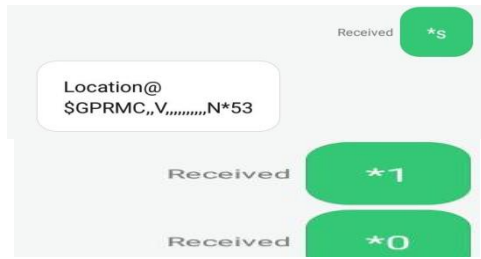 Received *s
Location@
$GPRMC,,V,,,,,,,,,,N*53
Received *1
Received *0